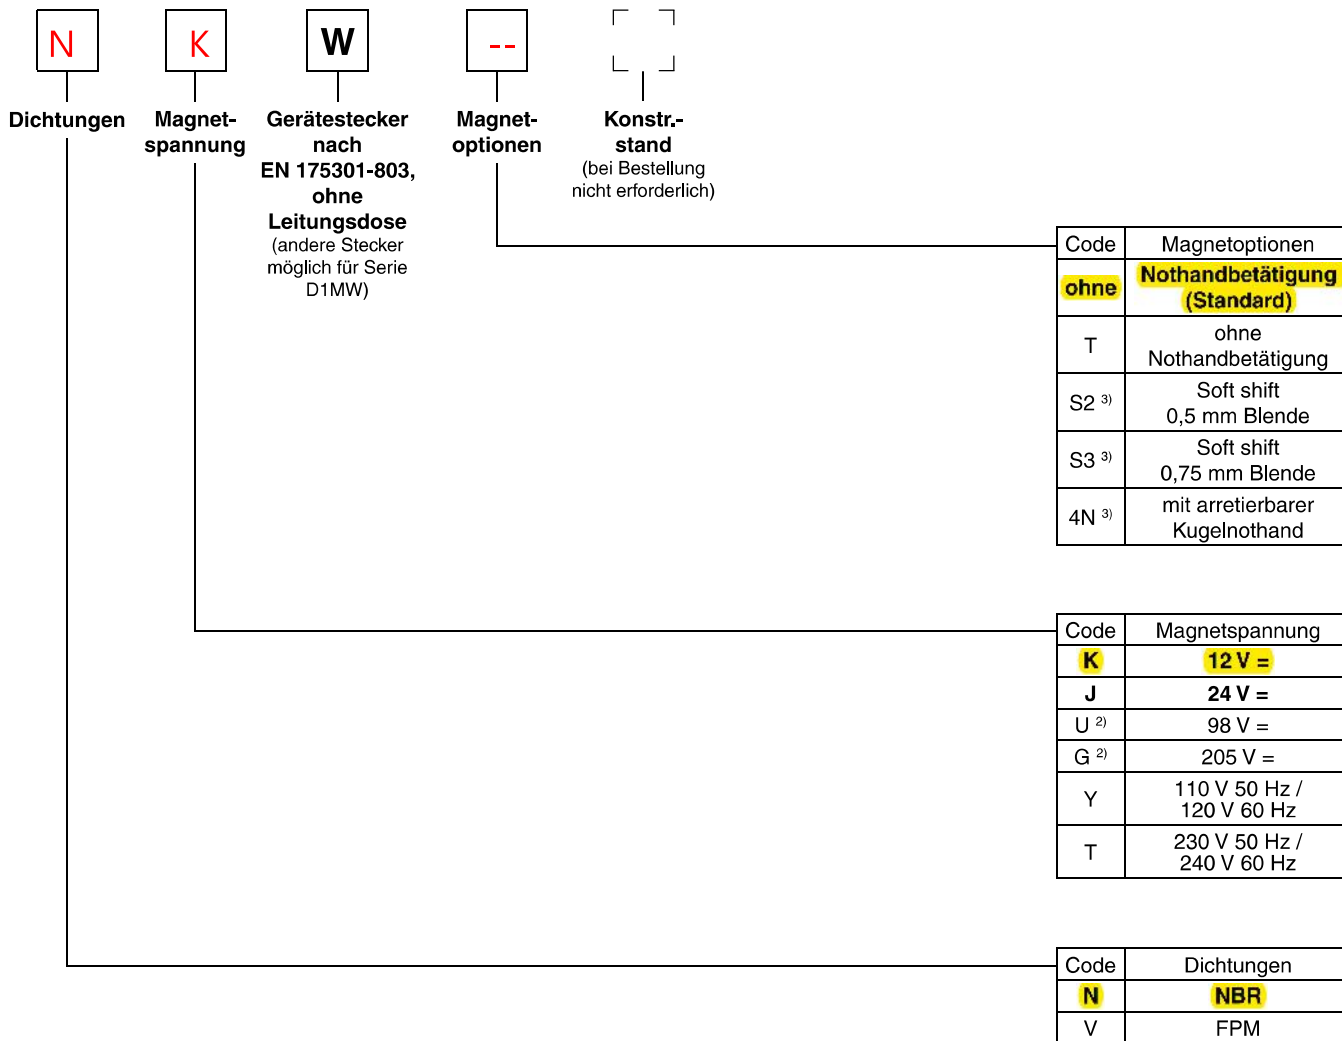 N K W --
Dichtungen
Magnet-
spannung
Gerätestecker
nach
EN 175301-803,
ohne
Leitungsdose
(andere Stecker
möglich für Serie
D1MW)
Magnet-
optionen
Konstr.-
stand
(bei Bestellung
nicht erforderlich)
Code Magnetoptionen
ohne Nothandbetätigung
(Standard)
T ohne
Nothandbetätigung
S2 3) Soft shift
0,5 mm Blende
S3 3) Soft shift
0,75 mm Blende
4N 3) mit arretierbarer
Kugelnothand
Code Magnetspannung
K 12 V =
J 24 V =
U 2) 98 V =
G 2) 205 V =
Y 110 V 50 Hz /
120 V 60 Hz
T 230 V 50 Hz /
240 V 60 Hz
Code Dichtungen
N NBR
V FPM